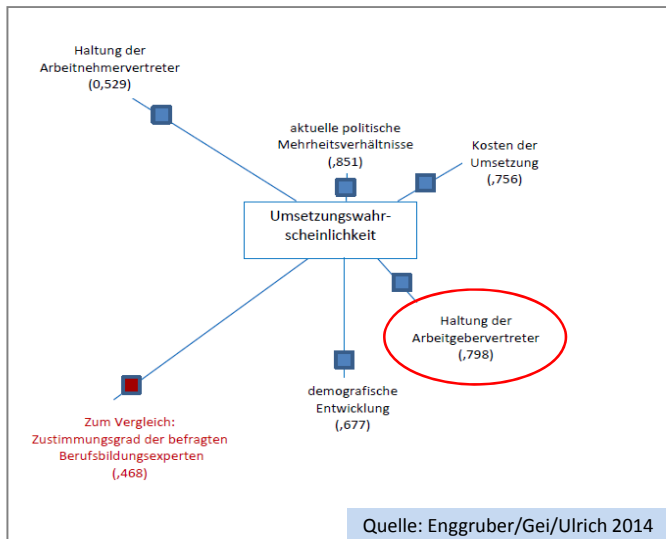 Haltung der
Arbeitnehmervertreter
(0,529)
aktuelle politische
Mehrheitsverhältnisse
(,851)
Kosten der
Umsetzung
(,756)
Umsetzungswahr-
scheinlichkeit
Haltung der
Arbeitgebervertreter
(,798)
demografische
Entwicklung
(,677)
Zum Vergleich:
Zustimmungsgrad der befragten
Berufsbildungsexperten
(,468)
Quelle: Enggruber/Gei/Ulrich 2014